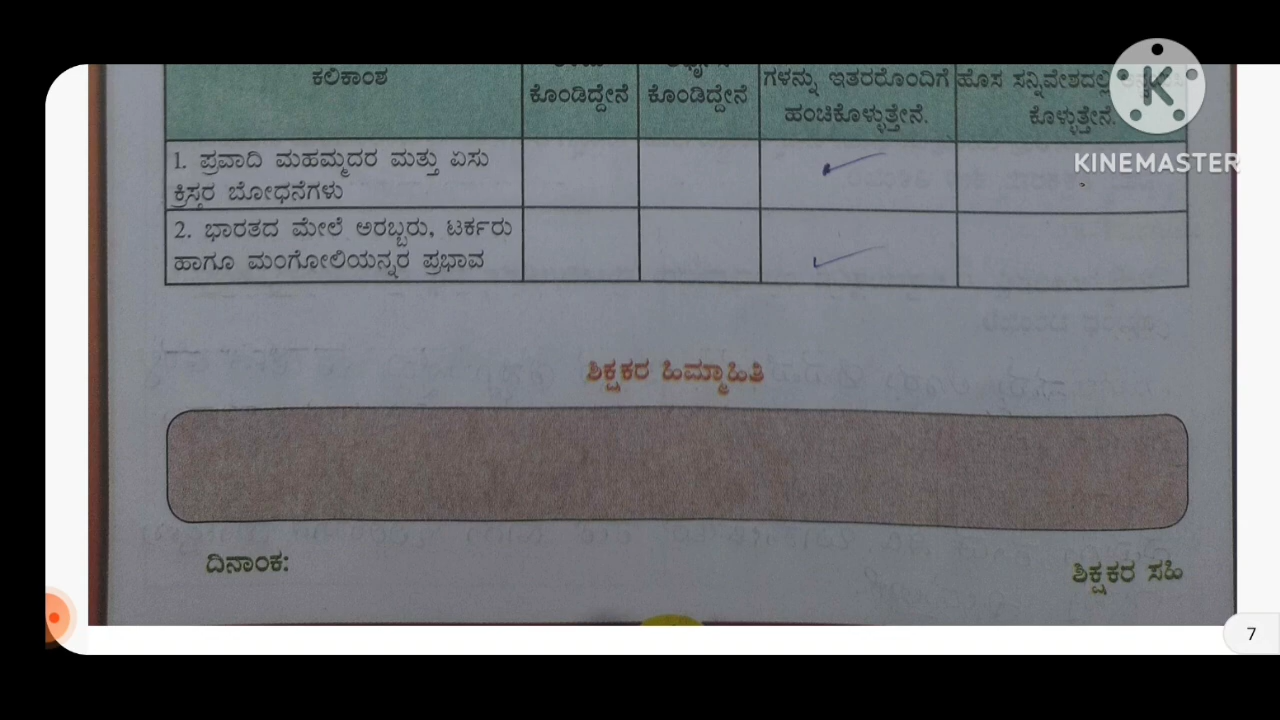 ಕಲಿಕಾಂಶ
ಕೊಂಡಿದ್ದೇನೆ
ಕೊಂಡಿದ್ದೇನೆ
ಗಳನ್ನು ಇತರರೊಂದಿಗೆ
ಹಂಚಿಕೊಳ್ಳುತ್ತೇನೆ.
ಹೊಸ ಸನ್ನಿವೇಶದಲ್ಲಿ
ಕೊಳ್ಳುತ್ತೇನೆ.
KINEMASTER
1. ಪ್ರವಾದಿ ಮಹಮ್ಮದರ ಮತ್ತು ಏಸು
ಕ್ರಿಸ್ತರ ಬೋಧನೆಗಳು
2. ಭಾರತದ ಮೇಲೆ ಅರಬ್ಬರು, ಟರ್ಕರು
ಹಾಗೂ ಮಂಗೋಲಿಯನ್ನರ ಪ್ರಭಾವ
ಶಿಕ್ಷಕರ ಹಿಮ್ಮಾಹಿತಿ
ದಿನಾಂಕ:
ಶಿಕ್ಷಕರ ಸಹಿ
7